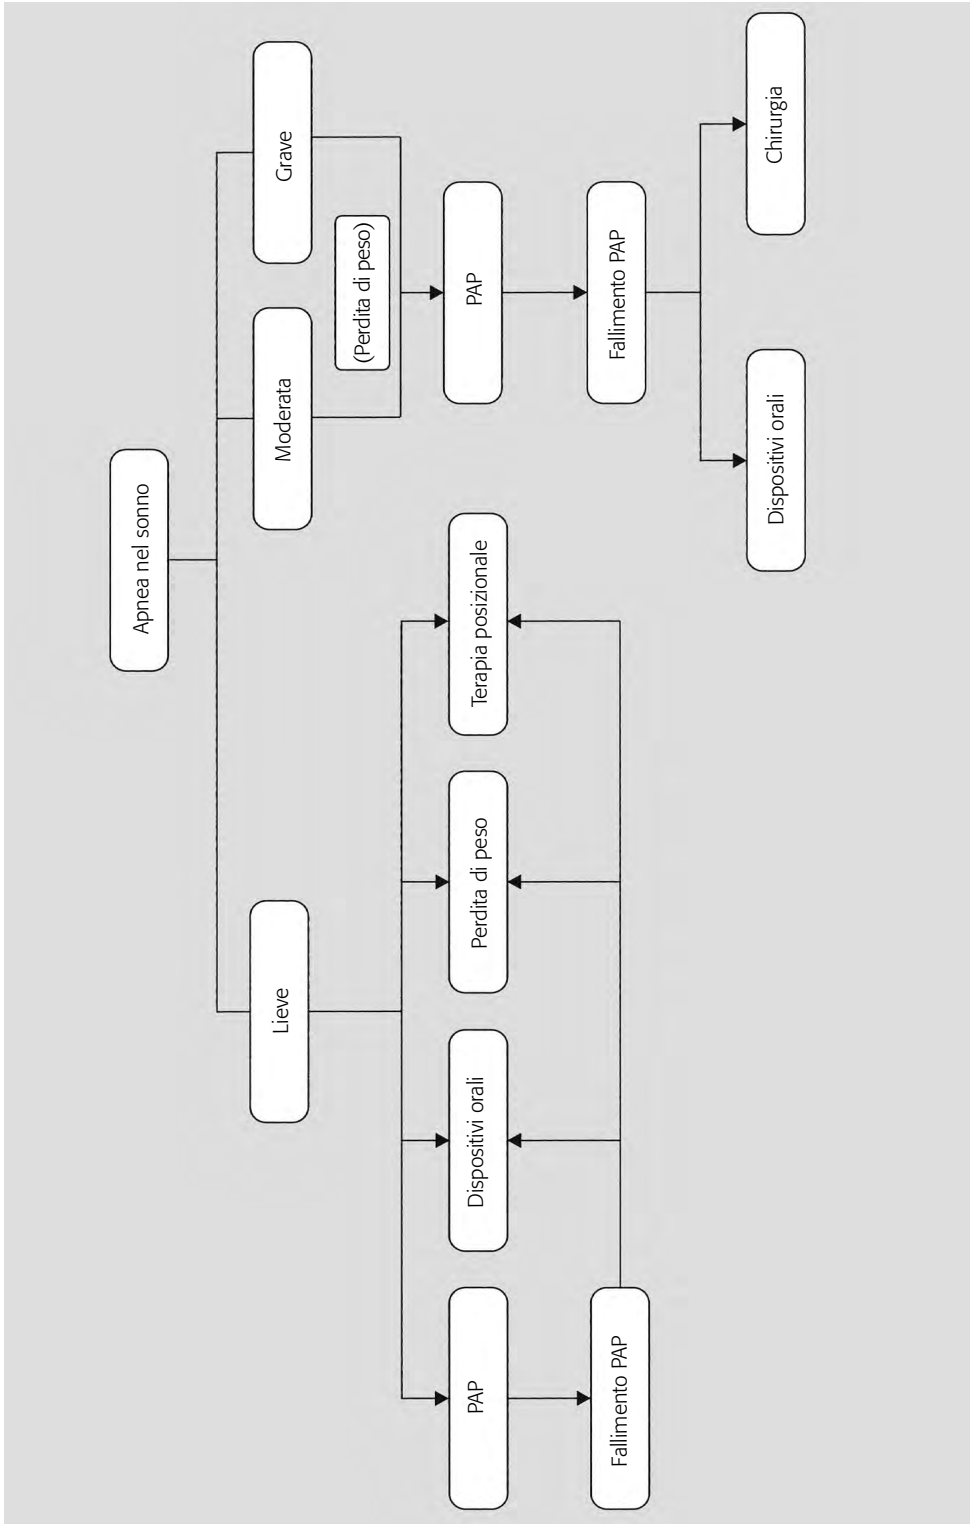 Apnea nel sonno
Lieve
Moderata
Grave
(Perdita di peso)
PAP
Dispositivi orali
Perdita di peso
Terapia posizionale
PAP
Fallimento PAP
Fallimento PAP
Dispositivi orali
Chirurgia